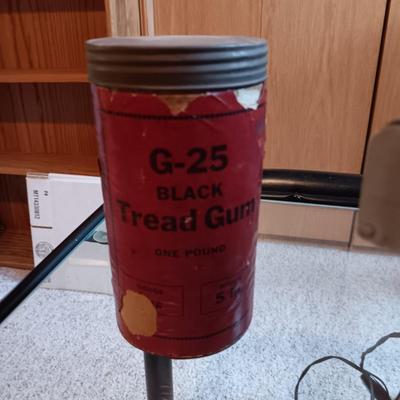 G-25
BLACK
Tread Gum
ONE POUND
5